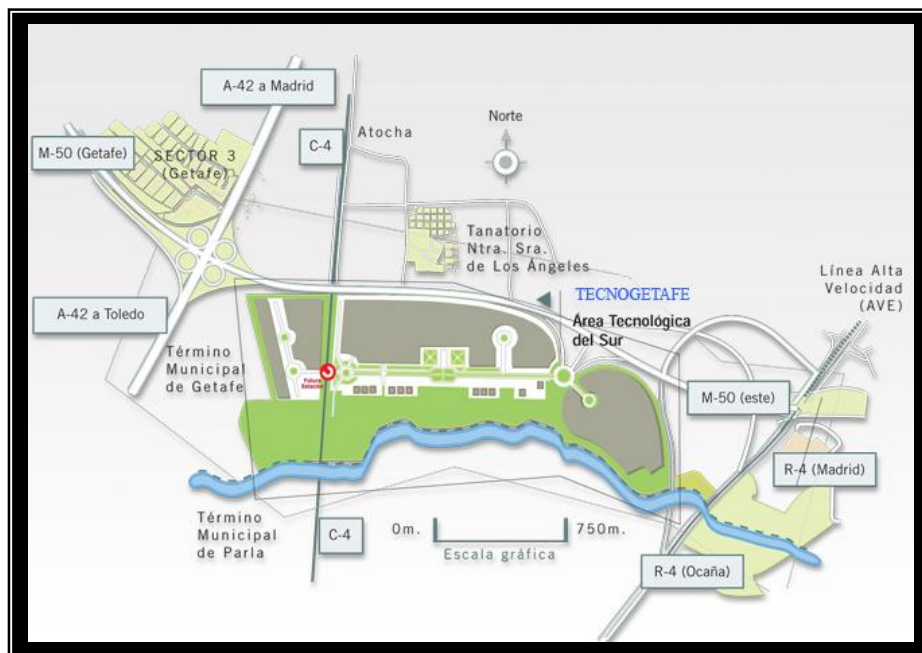 A-42 a Madrid
C-4
Atocha
Norte
M-50 (Getafe)
SECTOR 3
(Getafe)
Tanatorio
Ntra. Sra.
de Los Ángeles
Línea Alta
Velocidad
(AVE)
TECNOGETAFE
Área Tecnológica
del Sur
A-42 a Toledo
Término
Municipal
de Getafe
Futura
Estación
M-50 (este)
R-4 (Madrid)
Término
Municipal
de Parla
C-4
0m.
750m.
Escala gráfica
R-4 (Ocaña)